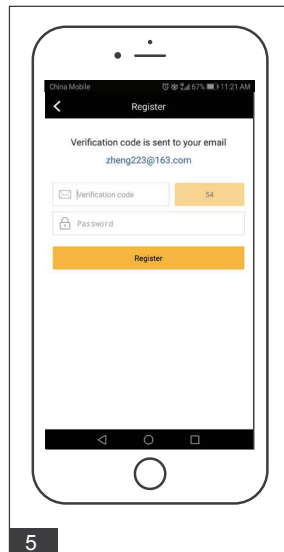 China Mobile 67% 11:21 AM
Register
Verification code is sent to your email
zheng223@163.com
Verification code 54
Password
Register
5